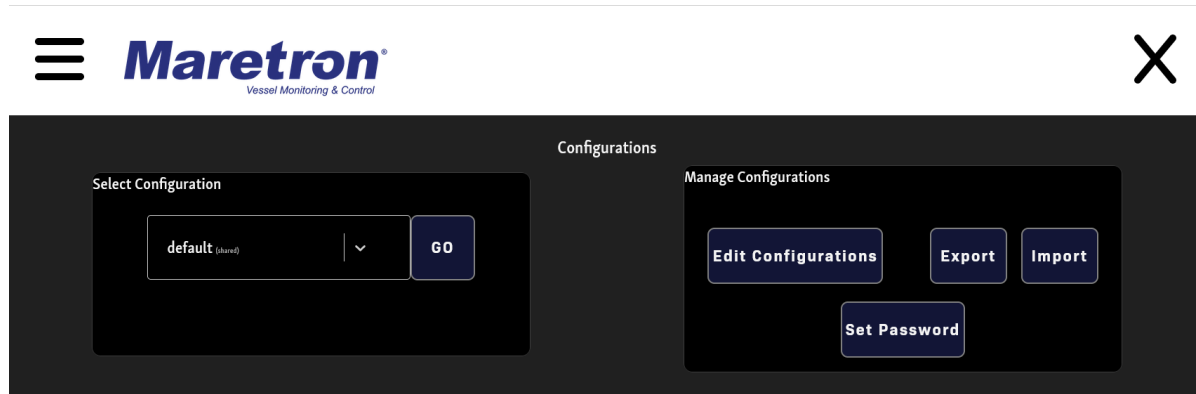 Maretron®
Vessel Monitoring & Control
Configurations
Select Configuration
default (shared)
GO
Manage Configurations
Edit Configurations
Export
Import
Set Password